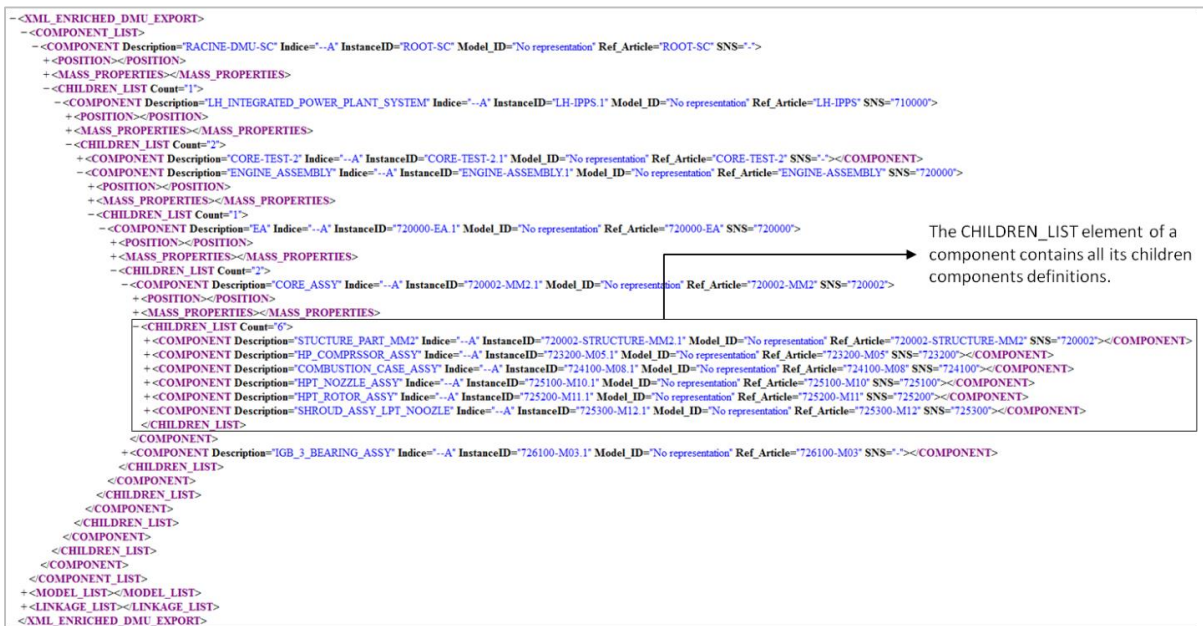 -<XML_ENRICHED_DMU_EXPORT>
-<COMPONENT_LIST>
-<COMPONENT Description="RACINE-DMU-SC" Indice="--A" InstanceID="ROOT-SC" Model_ID="No representation" Ref_Article="ROOT-SC" SNS="-">
+<POSITION></POSITION>
+<MASS_PROPERTIES></MASS_PROPERTIES>
-<CHILDREN_LIST Count="1">
-<COMPONENT Description="LH_INTEGRATED_POWER_PLANT_SYSTEM" Indice="--A" InstanceID="LH-IPPS.1" Model_ID="No representation" Ref_Article="LH-IPPS" SNS="710000">
+<POSITION></POSITION>
+<MASS_PROPERTIES></MASS_PROPERTIES>
-<CHILDREN_LIST Count="2">
+<COMPONENT Description="CORE-TEST-2" Indice="--A" InstanceID="CORE-TEST-2.1" Model_ID="No representation" Ref_Article="CORE-TEST-2" SNS="-"></COMPONENT>
-<COMPONENT Description="ENGINE_ASSEMBLY" Indice="--A" InstanceID="ENGINE-ASSEMBLY.1" Model_ID="No representation" Ref_Article="ENGINE-ASSEMBLY" SNS="720000">
+<POSITION></POSITION>
+<MASS_PROPERTIES></MASS_PROPERTIES>
-<CHILDREN_LIST Count="1">
-<COMPONENT Description="EA" Indice="--A" InstanceID="720000-EA.1" Model_ID="No representation" Ref_Article="720000-EA" SNS="720000">
+<POSITION></POSITION>
+<MASS_PROPERTIES></MASS_PROPERTIES>
-<CHILDREN_LIST Count="2">
-<COMPONENT Description="CORE_ASSY" Indice="--A" InstanceID="720002-MM2.1" Model_ID="No representation" Ref_Article="720002-MM2" SNS="720002">
+<POSITION></POSITION>
+<MASS_PROPERTIES></MASS_PROPERTIES>
-<CHILDREN_LIST Count="6">
+<COMPONENT Description="STUCTURE_PART_MM2" Indice="--A" InstanceID="720002-STRUCTURE-MM2.1" Model_ID="No representation" Ref_Article="720002-STRUCTURE-MM2" SNS="720002"></COMPONENT>
+<COMPONENT Description="HP_COMPRSSOR_ASSY" Indice="--A" InstanceID="723200-M05.1" Model_ID="No representation" Ref_Article="723200-M05" SNS="723200"></COMPONENT>
+<COMPONENT Description="COMBUSTION_CASE_ASSY" Indice="--A" InstanceID="724100-M08.1" Model_ID="No representation" Ref_Article="724100-M08" SNS="724100"></COMPONENT>
+<COMPONENT Description="HPT_NOZZLE_ASSY" Indice="--A" InstanceID="725100-M10.1" Model_ID="No representation" Ref_Article="725100-M10" SNS="725100"></COMPONENT>
+<COMPONENT Description="HPT_ROTOR_ASSY" Indice="--A" InstanceID="725200-M11.1" Model_ID="No representation" Ref_Article="725200-M11" SNS="725200"></COMPONENT>
+<COMPONENT Description="SHROUD_ASSY_LPT_NOOZLE" Indice="--A" InstanceID="725300-M12.1" Model_ID="No representation" Ref_Article="725300-M12" SNS="725300"></COMPONENT>
</CHILDREN_LIST>
</COMPONENT>
+<COMPONENT Description="IGB_3_BEARING_ASSY" Indice="--A" InstanceID="726100-M03.1" Model_ID="No representation" Ref_Article="726100-M03" SNS="-"></COMPONENT>
</CHILDREN_LIST>
</COMPONENT>
</CHILDREN_LIST>
</COMPONENT>
</CHILDREN_LIST>
</COMPONENT>
</CHILDREN_LIST>
</COMPONENT>
</COMPONENT_LIST>
+<MODEL_LIST></MODEL_LIST>
+<LINKAGE_LIST></LINKAGE_LIST>
</XML_ENRICHED_DMU_EXPORT>
The CHILDREN_LIST element of a
component contains all its children
components definitions.